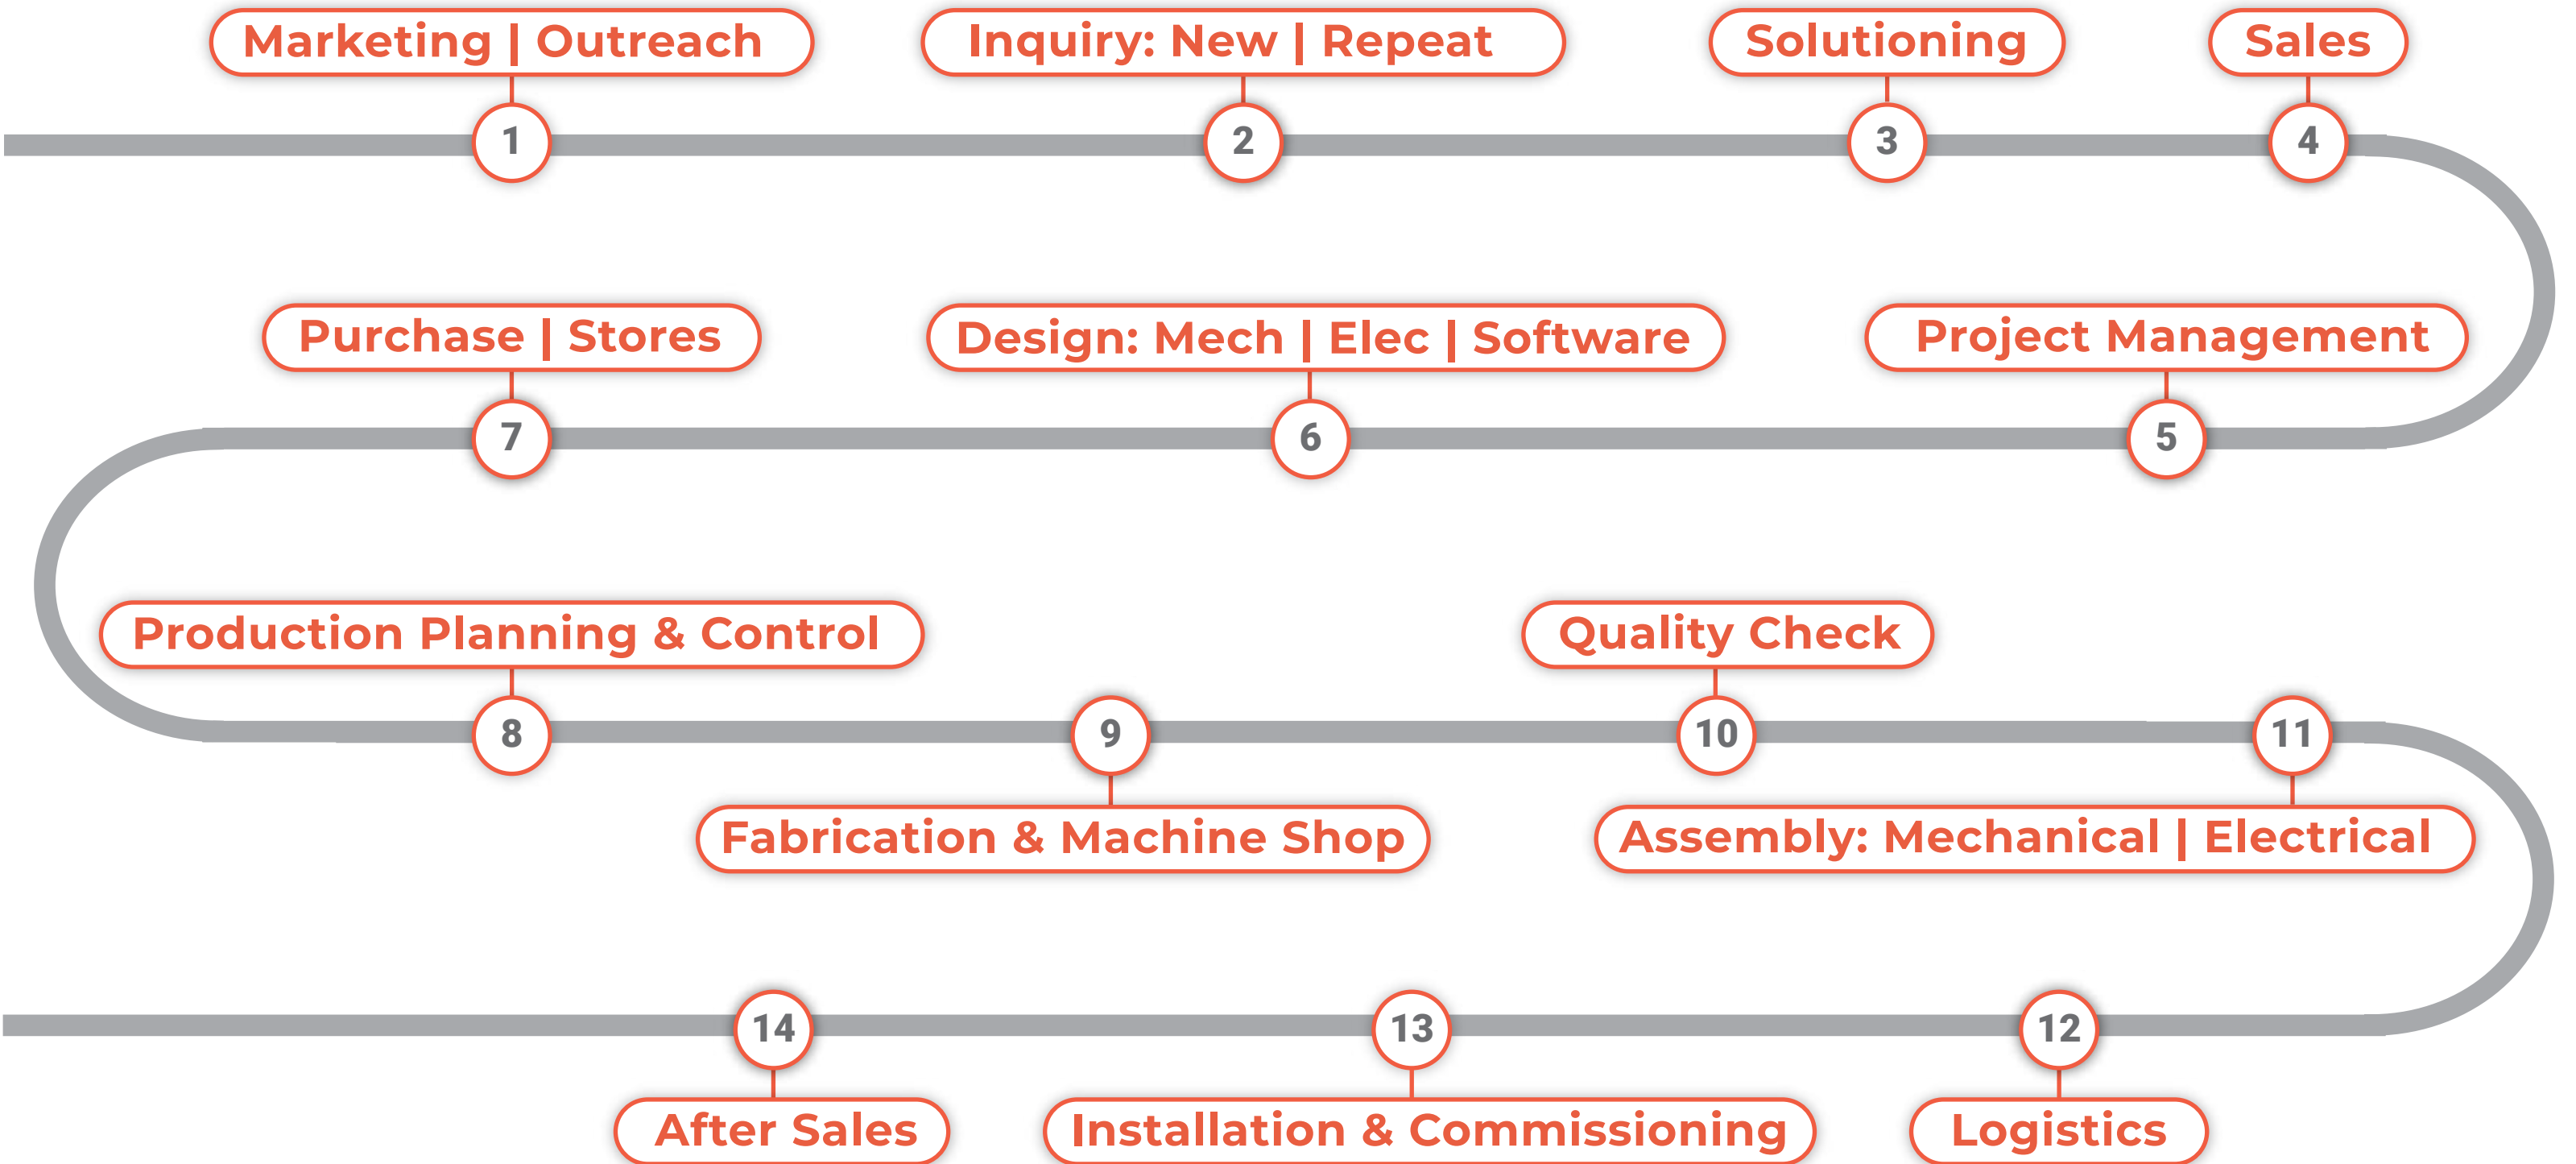 Marketing | Outreach
1
Inquiry: New | Repeat
2
Solutioning
3
Sales
4
Project Management
5
Design: Mech | Elec | Software
6
Purchase | Stores
7
Production Planning & Control
8
9
Fabrication & Machine Shop
Quality Check
10
11
Assembly: Mechanical | Electrical
12
Logistics
13
Installation & Commissioning
14
After Sales